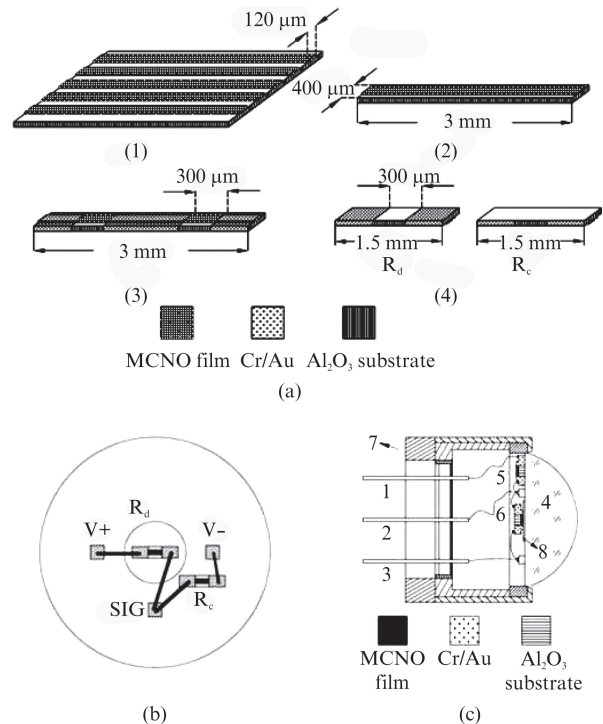 120 μm
400 μm
3 mm
(1)
(2)
300 μm
300 μm
3 mm
1.5 mm
1.5 mm
R_d
R_c
(3)
(4)
MCNO film
Cr/Au
Al₂O₃ substrate
(a)
7
R_d
V+
V−
SIG
R_c
1
2
3
5
6
4
8
MCNO film
Cr/Au
Al₂O₃ substrate
(b)
(c)